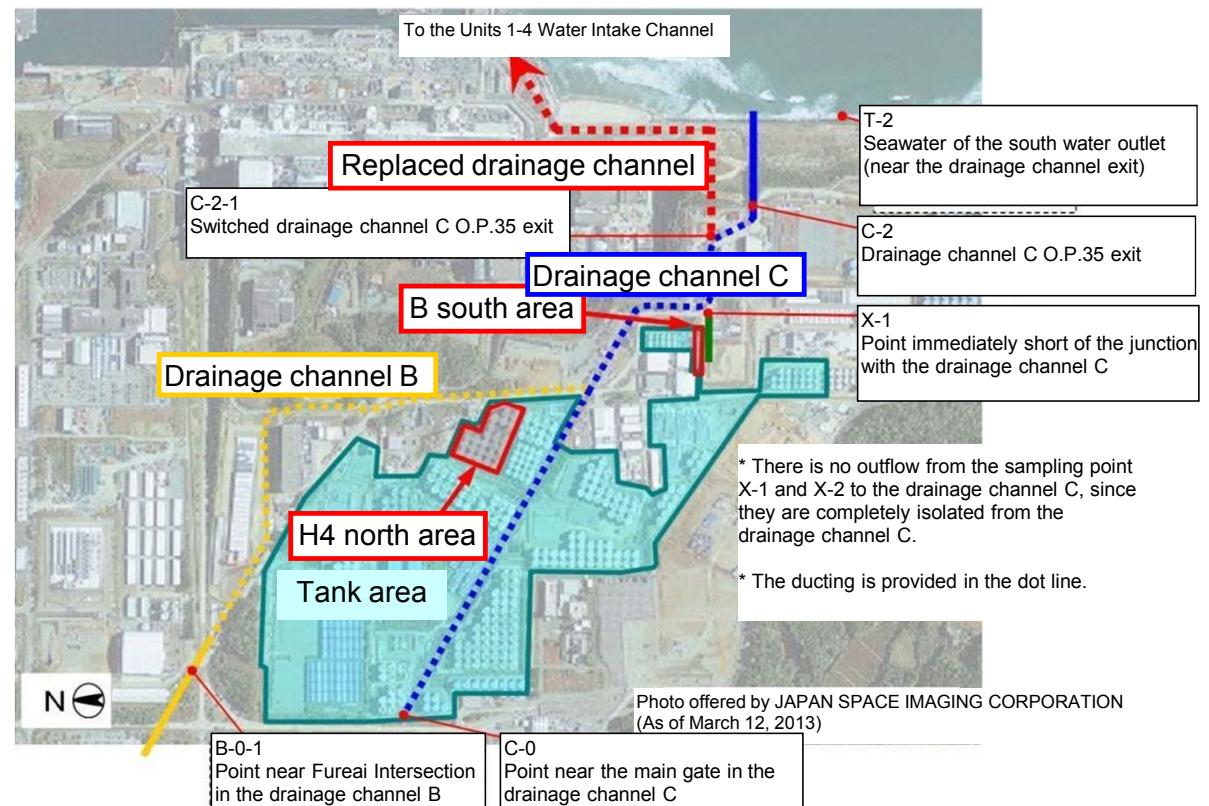 To the Units 1-4 Water Intake Channel
T-2
Seawater of the south water outlet
(near the drainage channel exit)
Replaced drainage channel
C-2-1
Switched drainage channel C O.P.35 exit
C-2
Drainage channel C O.P.35 exit
Drainage channel C
B south area
X-1
Point immediately short of the junction
with the drainage channel C
Drainage channel B
* There is no outflow from the sampling point
X-1 and X-2 to the drainage channel C, since
they are completely isolated from the
drainage channel C.
H4 north area
* The ducting is provided in the dot line.
Tank area
N
Photo offered by JAPAN SPACE IMAGING CORPORATION
(As of March 12, 2013)
B-0-1
Point near Fureai Intersection
in the drainage channel B
C-0
Point near the main gate in the
drainage channel C